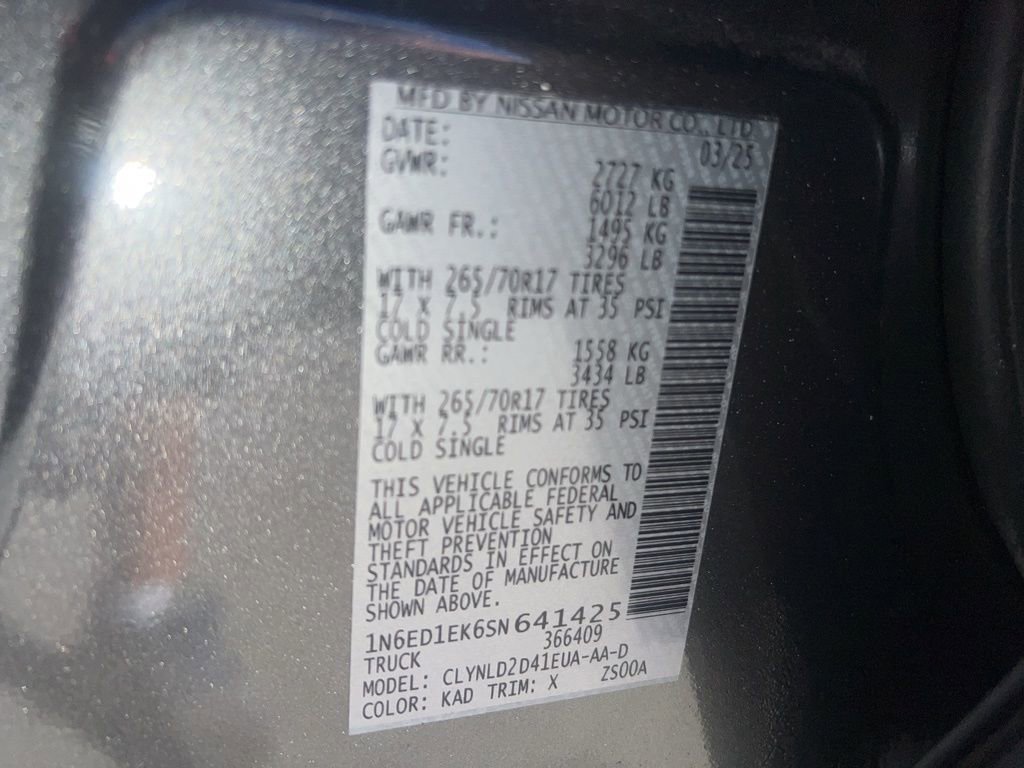 MFD BY NISSAN MOTOR CO., LTD.
DATE: 03/25
GVWR: 2727 KG
6012 LB
GAWR FR.: 1495 KG
3296 LB
WITH 265/70R17 TIRES
17 X 7.5 RIMS AT 35 PSI
COLD SINGLE
GAWR RR.: 1558 KG
3434 LB
WITH 265/70R17 TIRES
17 X 7.5 RIMS AT 35 PSI
COLD SINGLE
THIS VEHICLE CONFORMS TO
ALL APPLICABLE FEDERAL
MOTOR VEHICLE SAFETY AND
THEFT PREVENTION
STANDARDS IN EFFECT ON
THE DATE OF MANUFACTURE
SHOWN ABOVE.
1N6ED1EK6SN641425
366409
TRUCK
MODEL: CLYNLD2D41EUA-AA-D
COLOR: KAD TRIM: X ZS00A